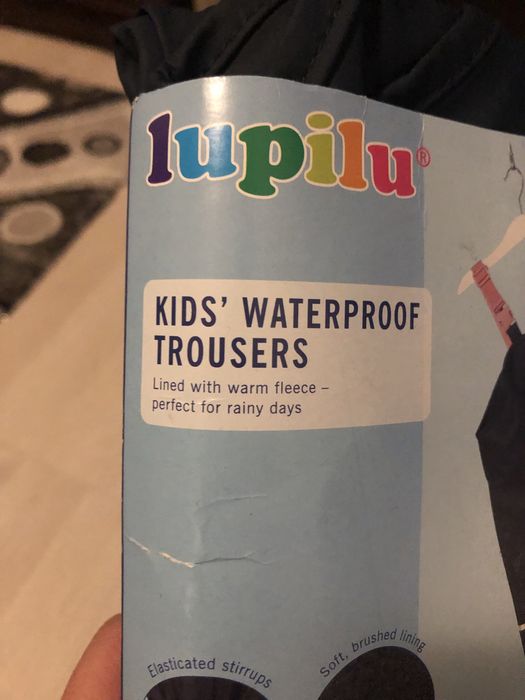 lupilu®
KIDS' WATERPROOF
TROUSERS
Lined with warm fleece –
perfect for rainy days
Elasticated stirrups
Soft, brushed lining